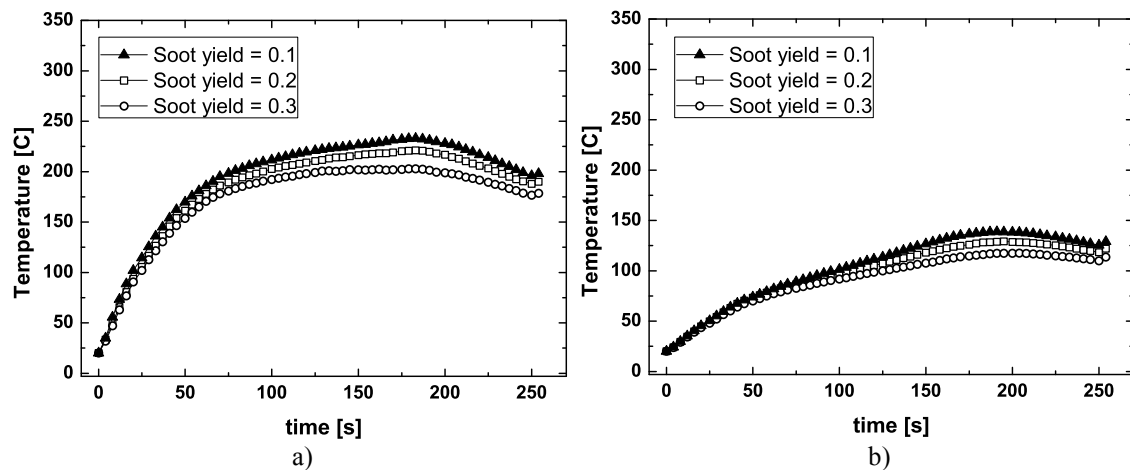 350
300
250
200
150
100
50
0
Temperature [C]
Soot yield = 0.1
Soot yield = 0.2
Soot yield = 0.3
0 50 100 150 200 250
time [s]
a)
350
300
250
200
150
100
50
0
Temperature [C]
Soot yield = 0.1
Soot yield = 0.2
Soot yield = 0.3
0 50 100 150 200 250
time [s]
b)